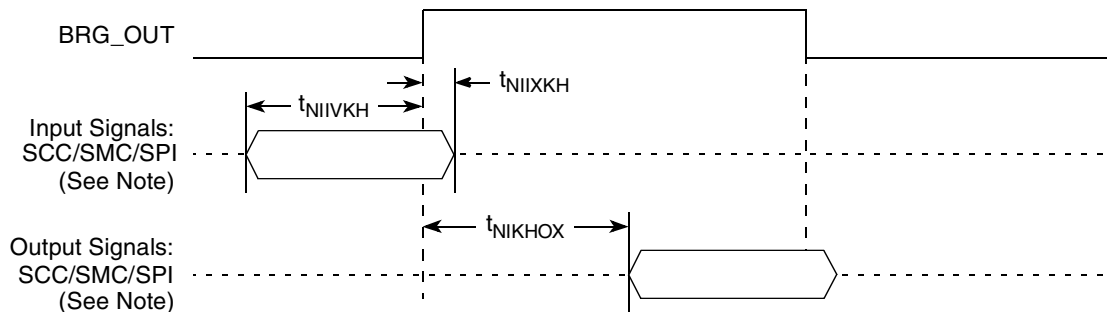 BRG_OUT
tNIIXKH
tNIIVKH
Input Signals:
SCC/SMC/SPI
(See Note)
tNIKHOX
Output Signals:
SCC/SMC/SPI
(See Note)